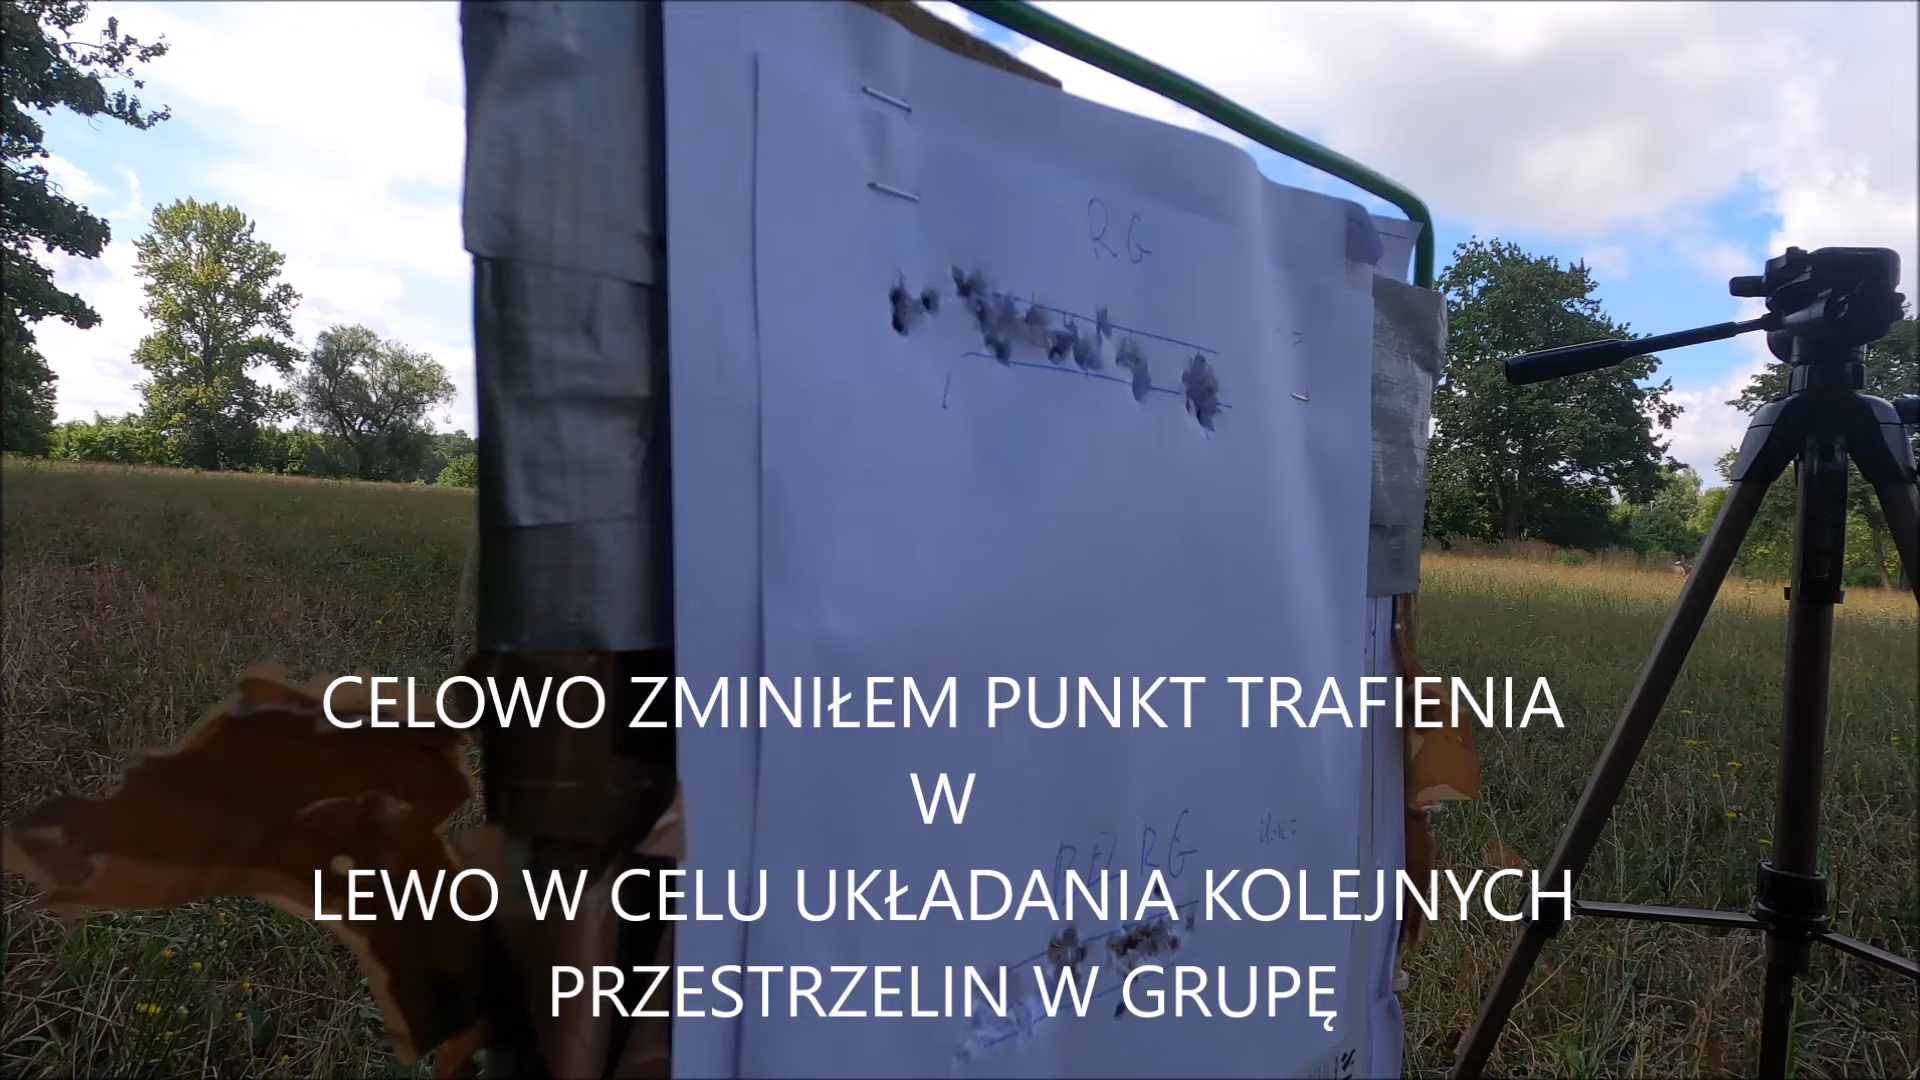 RG
CELOWO ZMINIŁEM PUNKT TRAFIENIA
W
LEWO W CELU UKŁADANIA KOLEJNYCH
PRZESTRZELIN W GRUPĘ